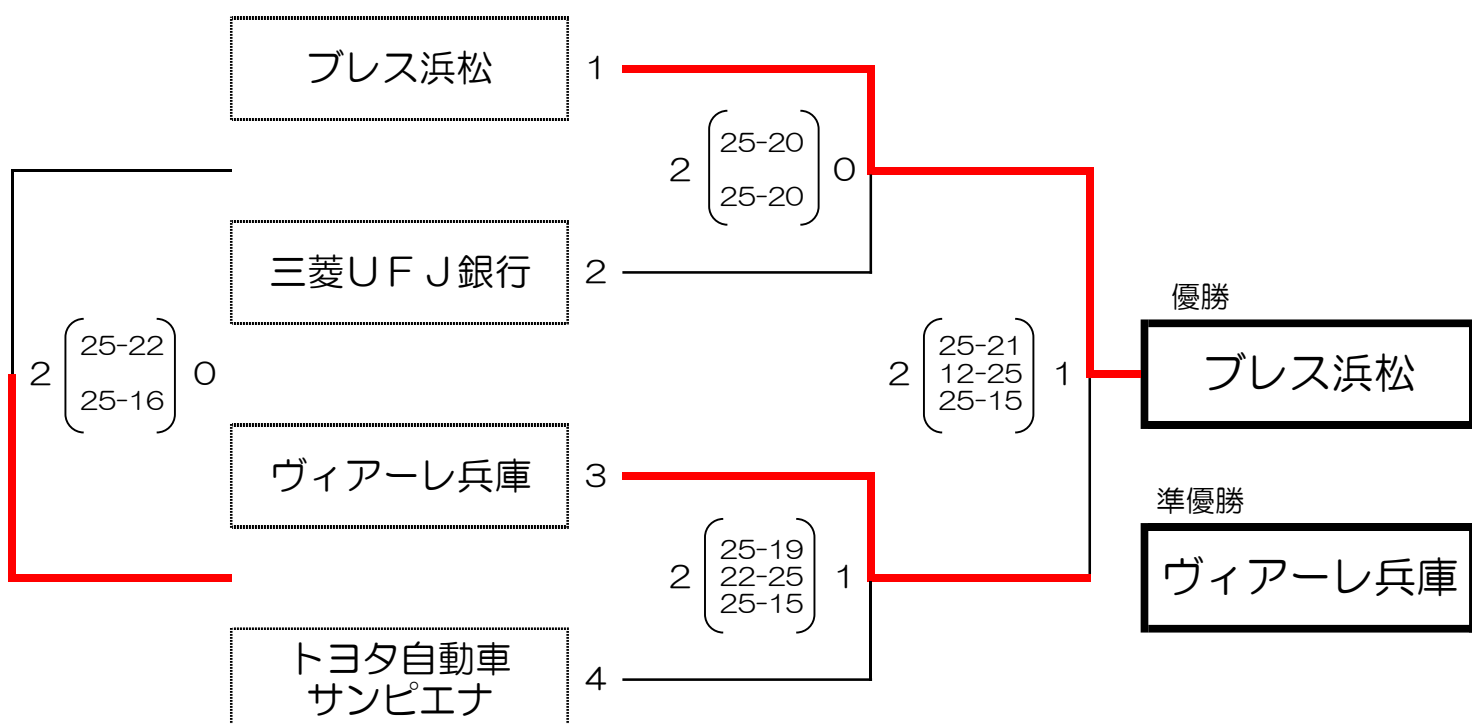 ブレス浜松
1
2
25-20
25-20
0
三菱ＵＦＪ銀行
2
優勝
ブレス浜松
2
25-22
25-16
0
2
25-21
12-25
25-15
1
ヴィアーレ兵庫
3
準優勝
ヴィアーレ兵庫
2
25-19
22-25
25-15
1
トヨタ自動車
サンピエナ
4